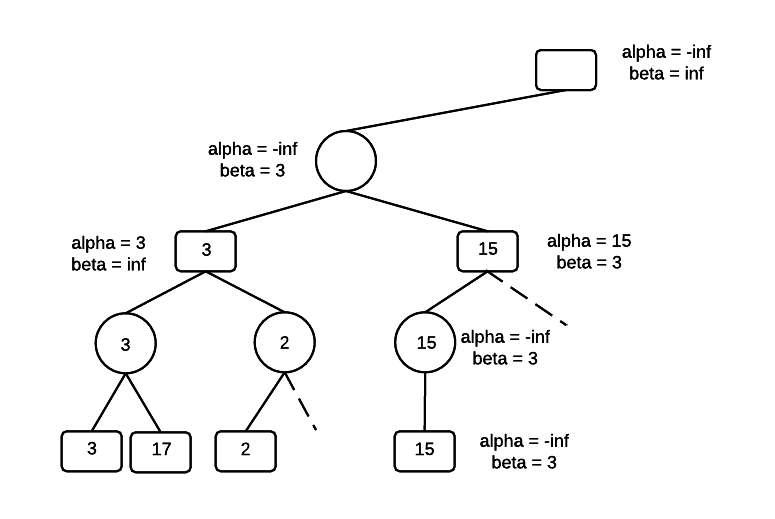 alpha = -inf
beta = inf
alpha = -inf
beta = 3
alpha = 3
beta = inf
3
15
alpha = 15
beta = 3
3
2
15
alpha = -inf
beta = 3
3
17
2
15
alpha = -inf
beta = 3